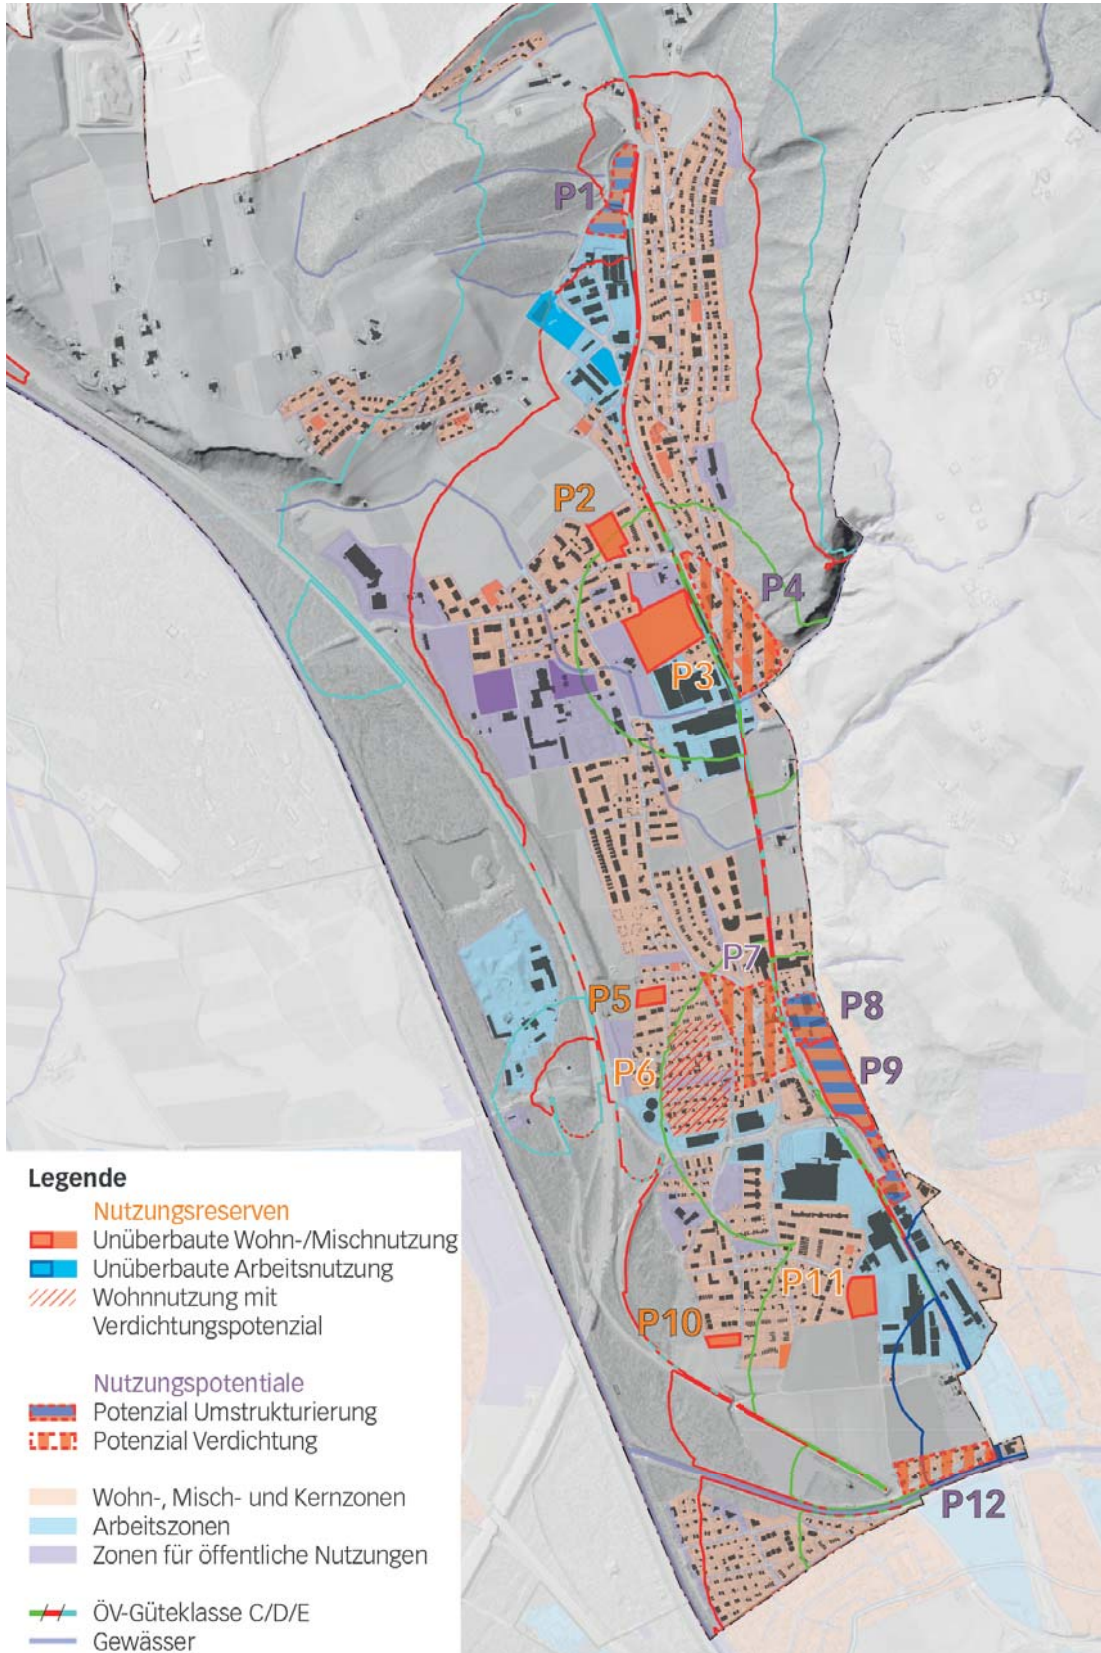 P1
P2
P4
P3
P7
P5
P8
P6
P9
P11
P10
P12
Legende
Nutzungsreserven
Unüberbaute Wohn-/Mischnutzung
Unüberbaute Arbeitsnutzung
Wohnnutzung mit
Verdichtungspotenzial
Nutzungspotentiale
Potenzial Umstrukturierung
Potenzial Verdichtung
Wohn-, Misch- und Kernzonen
Arbeitszonen
Zonen für öffentliche Nutzungen
ÖV-Güteklasse C/D/E
Gewässer